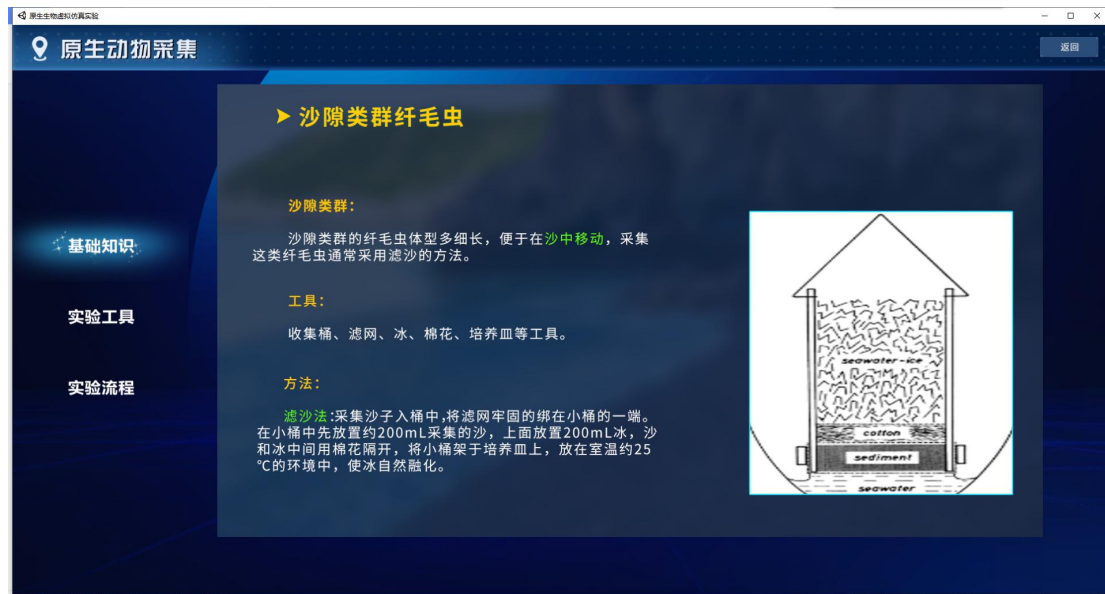 原生生物虚拟仿真实验
原生动物采集
返回
沙隙类群纤毛虫
基础知识
实验工具
实验流程
沙隙类群：
沙隙类群的纤毛虫体型多细长，便于在沙中移动，采集
这类纤毛虫通常采用滤沙的方法。
工具：
收集桶、滤网、冰、棉花、培养皿等工具。
方法：
滤沙法:采集沙子入桶中,将滤网牢固的绑在小桶的一端。
在小桶中先放置约200mL采集的沙，上面放置200mL冰，沙
和冰中间用棉花隔开，将小桶架于培养皿上，放在室温约25
℃的环境中，使冰自然融化。
seawater-ice
cotton
sediment
seawater